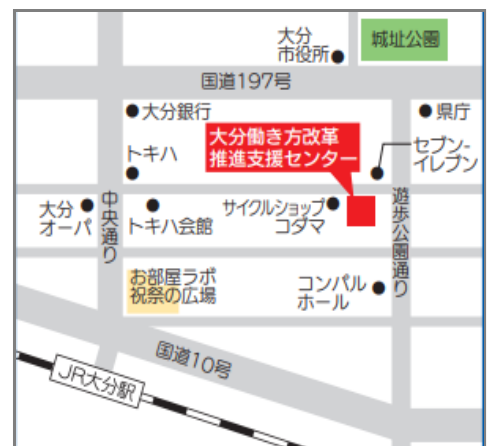 大分
市役所
城址公園
国道197号
大分銀行
県庁
大分働き方改革
推進支援センター
トキハ
セブン-
イレブン
大分
オーパ
中央通り
トキハ会館
サイクルショップ
コダマ
遊歩公園通り
お部屋ラボ
祝祭の広場
コンパル
ホール
国道10号
JR大分駅